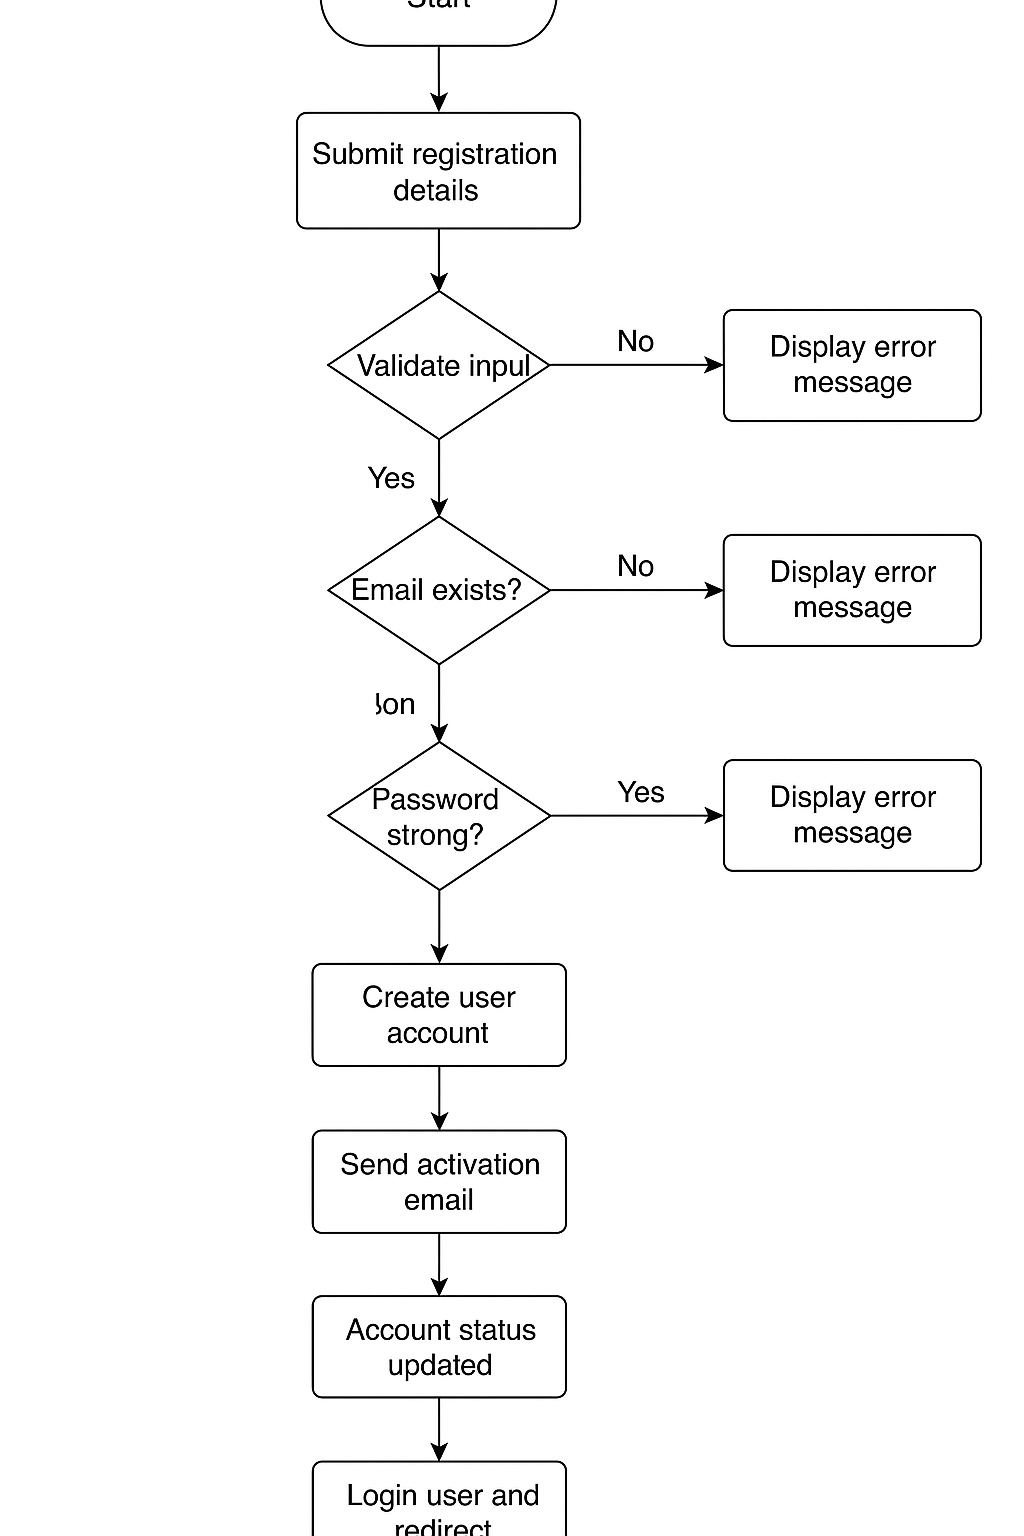 Start
Submit registration
details
Validate inpul
No
Display error
message
Yes
Email exists?
No
Display error
message
Password
strong?
Yes
Display error
message
Create user
account
Send activation
email
Account status
updated
Login user and
redirect